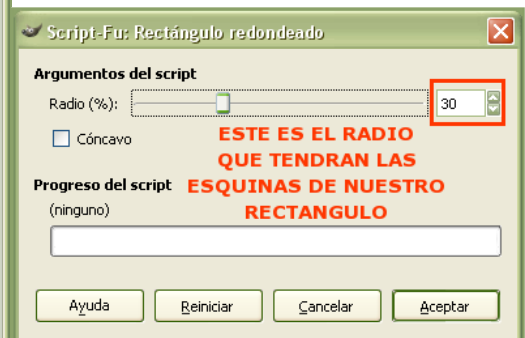 Script-Fu: Rectángulo redondeado
Argumentos del script
Radio (%): 30
Cóncavo
ESTE ES EL RADIO
QUE TENDRAN LAS
ESQUINAS DE NUESTRO
RECTANGULO
Progreso del script
(ninguno)
Ayuda Reiniciar Cancelar Aceptar